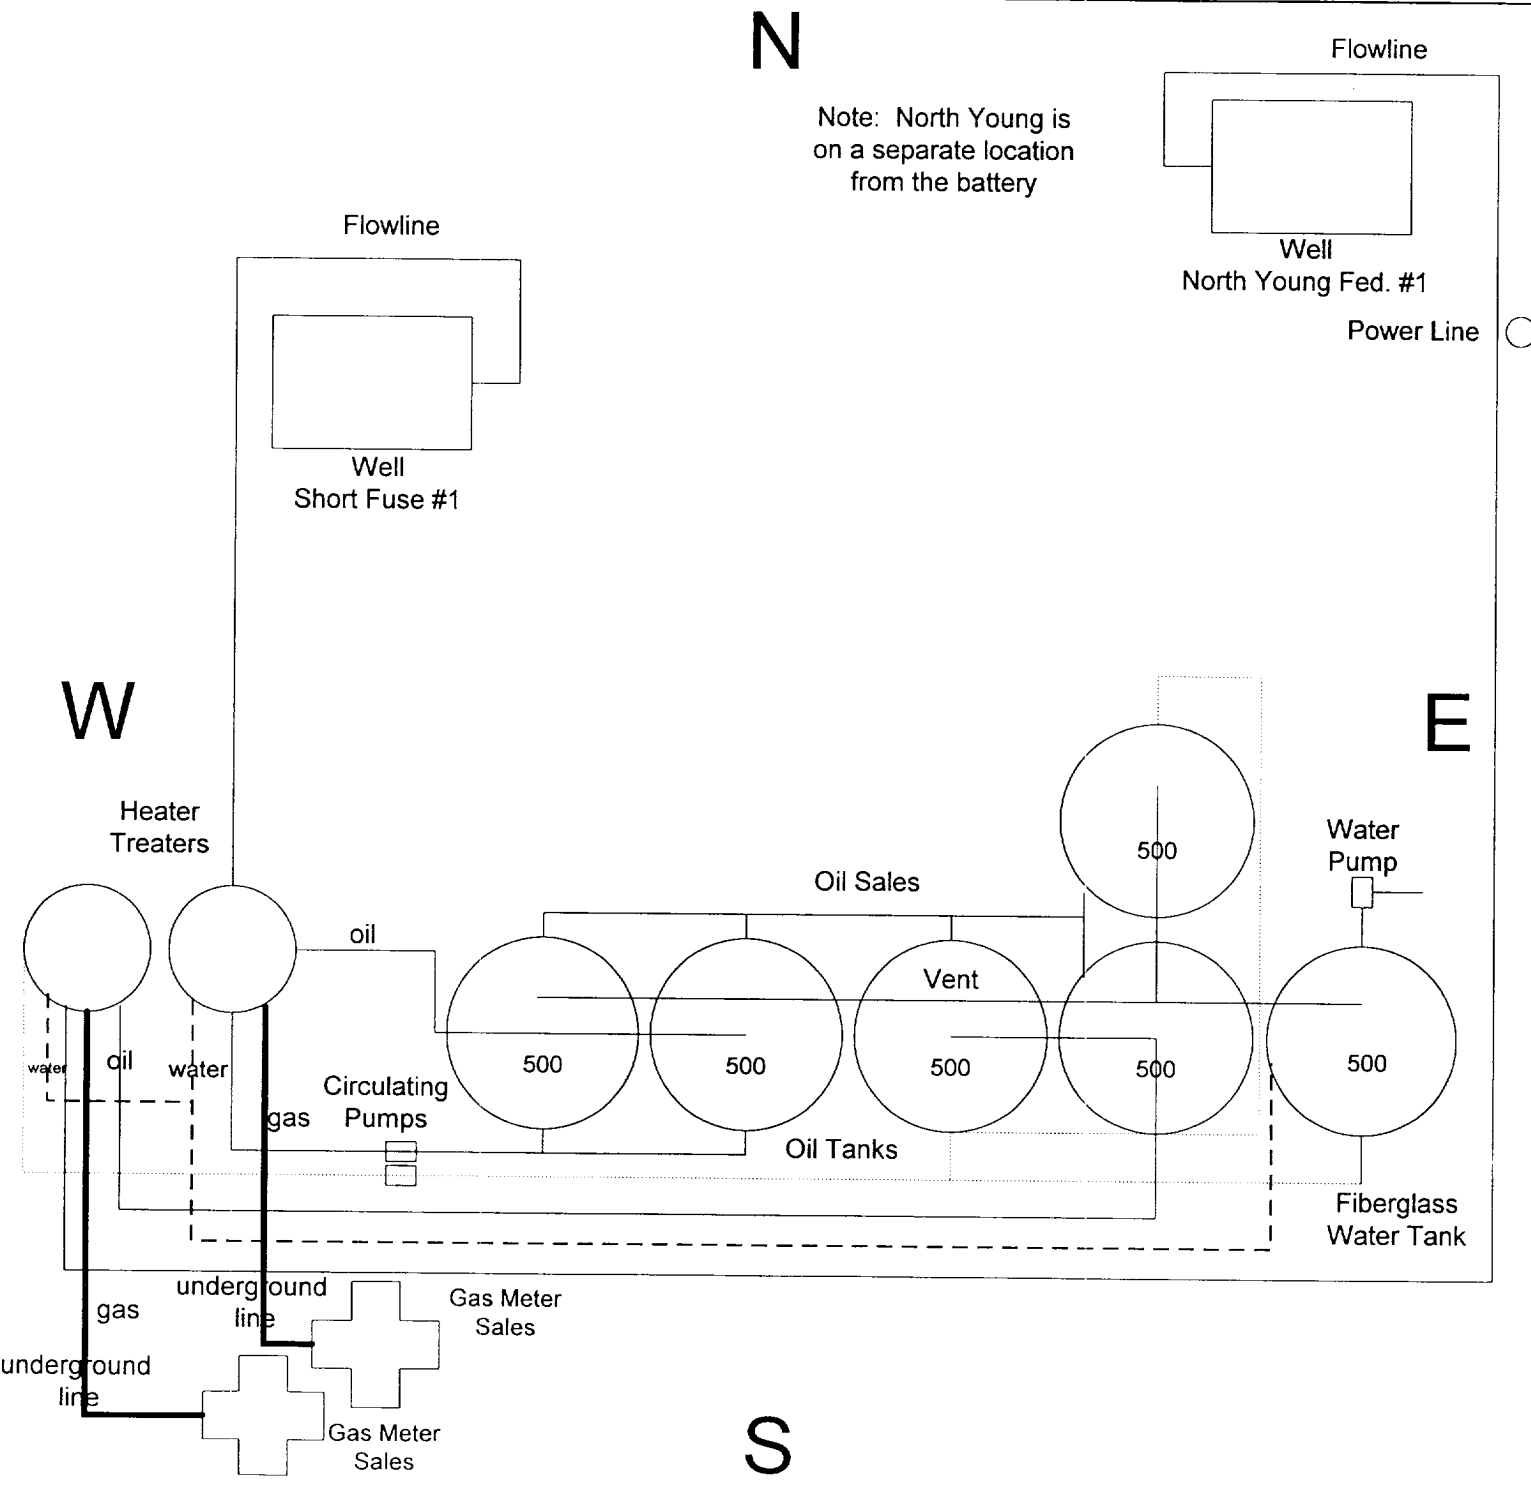 N
Flowline
Note: North Young is
on a separate location
from the battery
Well
North Young Fed. #1
Power Line
Flowline
Well
Short Fuse #1
W
E
Heater
Treaters
Water
Pump
500
Oil Sales
oil
Vent
500
500
500
500
500
water
oil
water
gas
Circulating
Pumps
Oil Tanks
Fiberglass
Water Tank
underground
line
Gas Meter
Sales
gas
underground
line
Gas Meter
Sales
S